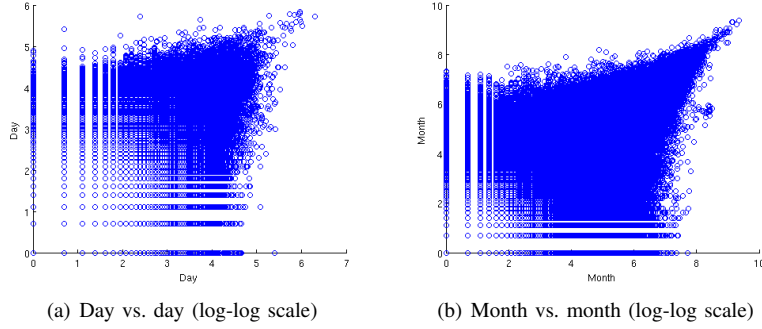 6
5
4
3
2
1
0
Day
0 1 2 3 4 5 6 7
Day
(a) Day vs. day (log-log scale)
10
8
6
4
2
0
Month
0 2 4 6 8 10
Month
(b) Month vs. month (log-log scale)